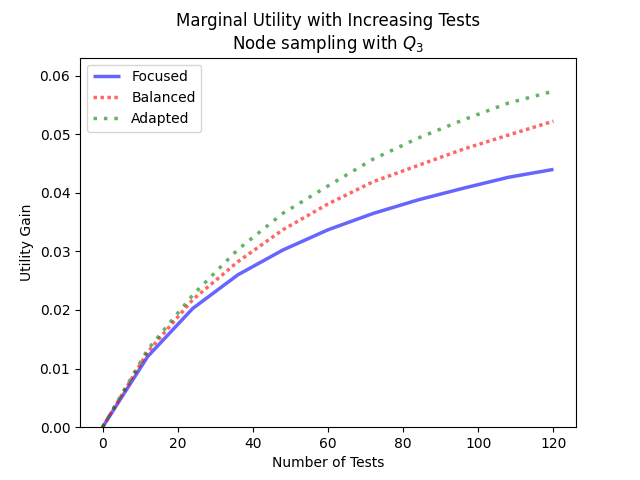 Marginal Utility with Increasing Tests
Node sampling with Q₃
Focused
Balanced
Adapted
Utility Gain
0.06
0.05
0.04
0.03
0.02
0.01
0.00
0 20 40 60 80 100 120
Number of Tests